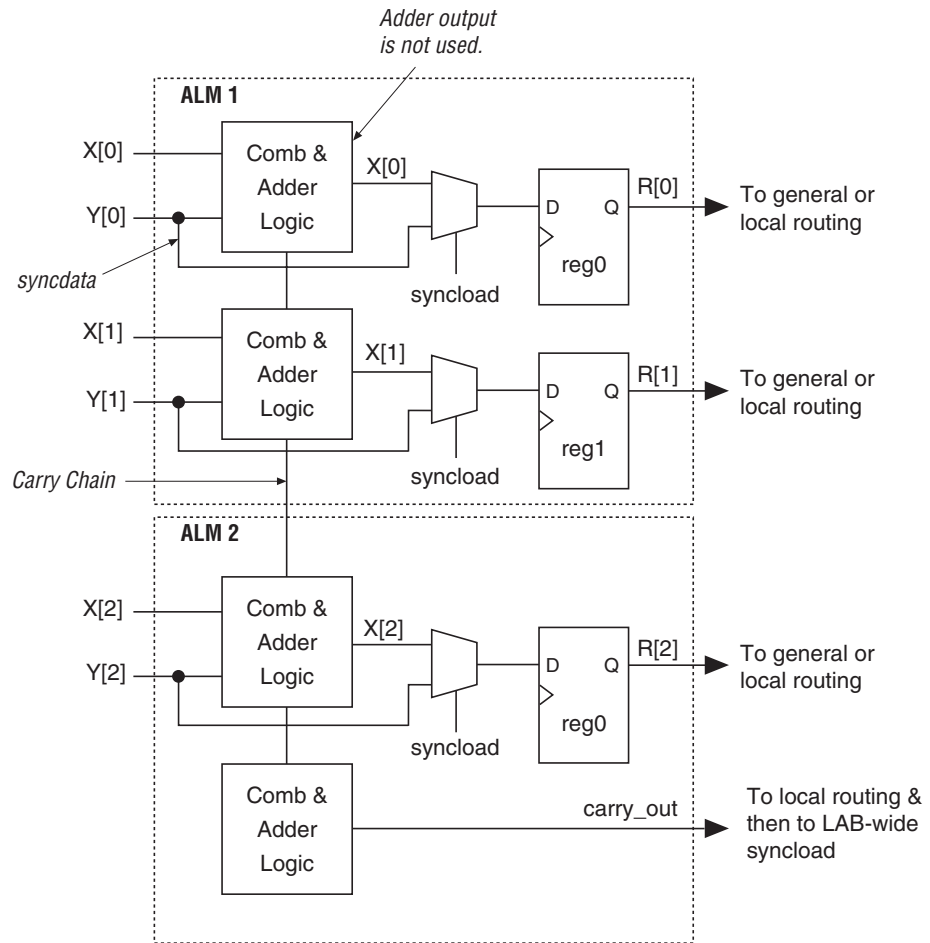 Adder output
is not used.
ALM 1
X[0]
Comb &
Adder
Logic
X[0]
Y[0]
syncdata
syncload
D
Q
reg0
R[0]
To general or
local routing
X[1]
Comb &
Adder
Logic
X[1]
Y[1]
syncload
D
Q
reg1
R[1]
To general or
local routing
Carry Chain
ALM 2
X[2]
Comb &
Adder
Logic
X[2]
Y[2]
syncload
D
Q
reg0
R[2]
To general or
local routing
Comb &
Adder
Logic
carry_out
To local routing &
then to LAB-wide
syncload